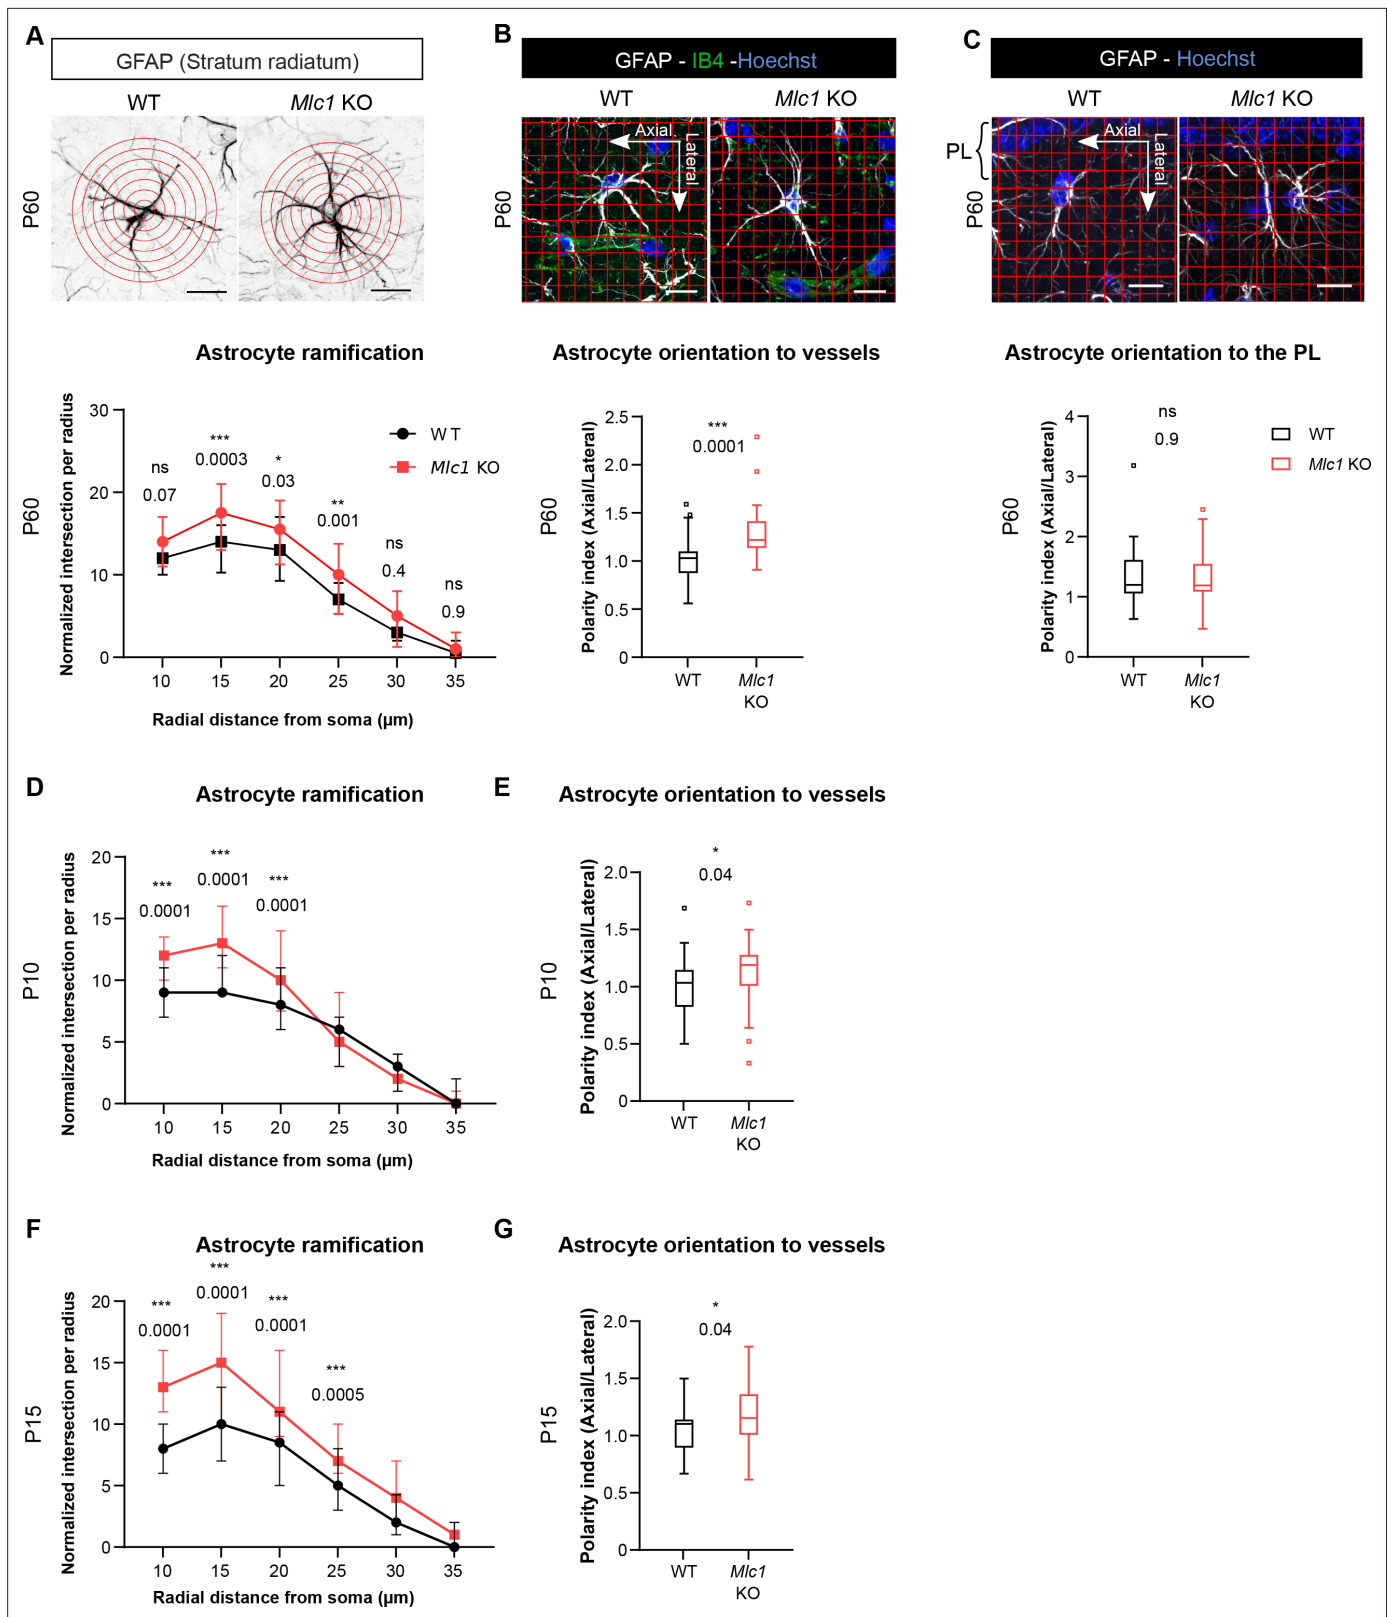 A
GFAP (Stratum radiatum)
WT
Mlc1 KO
P60
B
GFAP - IB4 -Hoechst
WT
Mlc1 KO
Axial
Lateral
P60
C
GFAP - Hoechst
WT
Mlc1 KO
PL
Axial
Lateral
P60
Astrocyte ramification
P60
Normalized intersection per radius
30
20
10
0
ns
0.07
***
0.0003
*
0.03
**
0.001
ns
0.4
ns
0.9
WT
Mlc1 KO
10 15 20 25 30 35
Radial distance from soma (µm)
Astrocyte orientation to vessels
P60
Polarity index (Axial/Lateral)
2.5
2.0
1.5
1.0
0.5
0
***
0.0001
WT
Mlc1
KO
Astrocyte orientation to the PL
P60
Polarity index (Axial/Lateral)
4
3
2
1
0
ns
0.9
WT
Mlc1 KO
WT
Mlc1
KO
D
Astrocyte ramification
P10
Normalized intersection per radius
20
15
10
5
0
***
0.0001
***
0.0001
***
0.0001
10 15 20 25 30 35
Radial distance from soma (µm)
E
Astrocyte orientation to vessels
P10
Polarity index (Axial/Lateral)
2.0
1.5
1.0
0.5
0
*
0.04
WT
Mlc1
KO
F
Astrocyte ramification
P15
Normalized intersection per radius
20
15
10
5
0
***
0.0001
***
0.0001
***
0.0001
***
0.0005
10 15 20 25 30 35
Radial distance from soma (µm)
G
Astrocyte orientation to vessels
P15
Polarity index (Axial/Lateral)
2.0
1.5
1.0
0.5
0
*
0.04
WT
Mlc1
KO